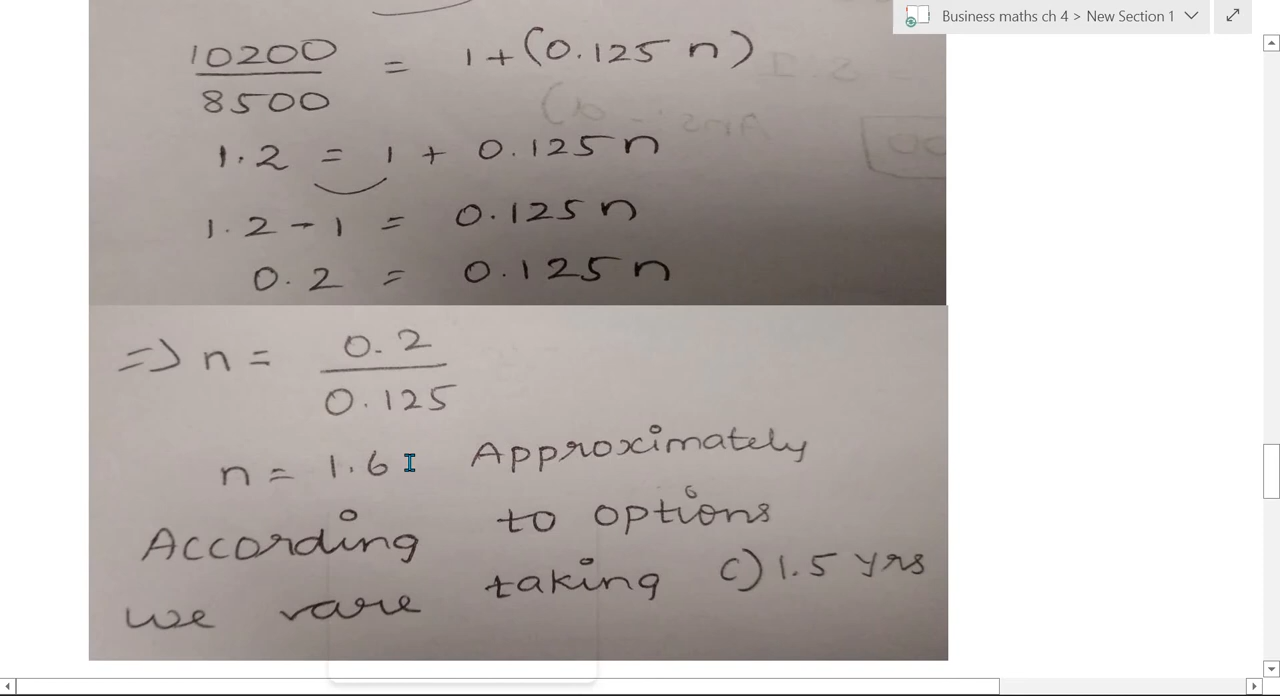 Business maths ch 4 > New Section 1
10200 / 8500 = 1 + (0.125 n)
1.2 = 1 + 0.125 n
1.2 - 1 = 0.125 n
0.2 = 0.125 n
=> n = 0.2 / 0.125
n = 1.6 Approximately
According to options
we rare taking c) 1.5 yrs